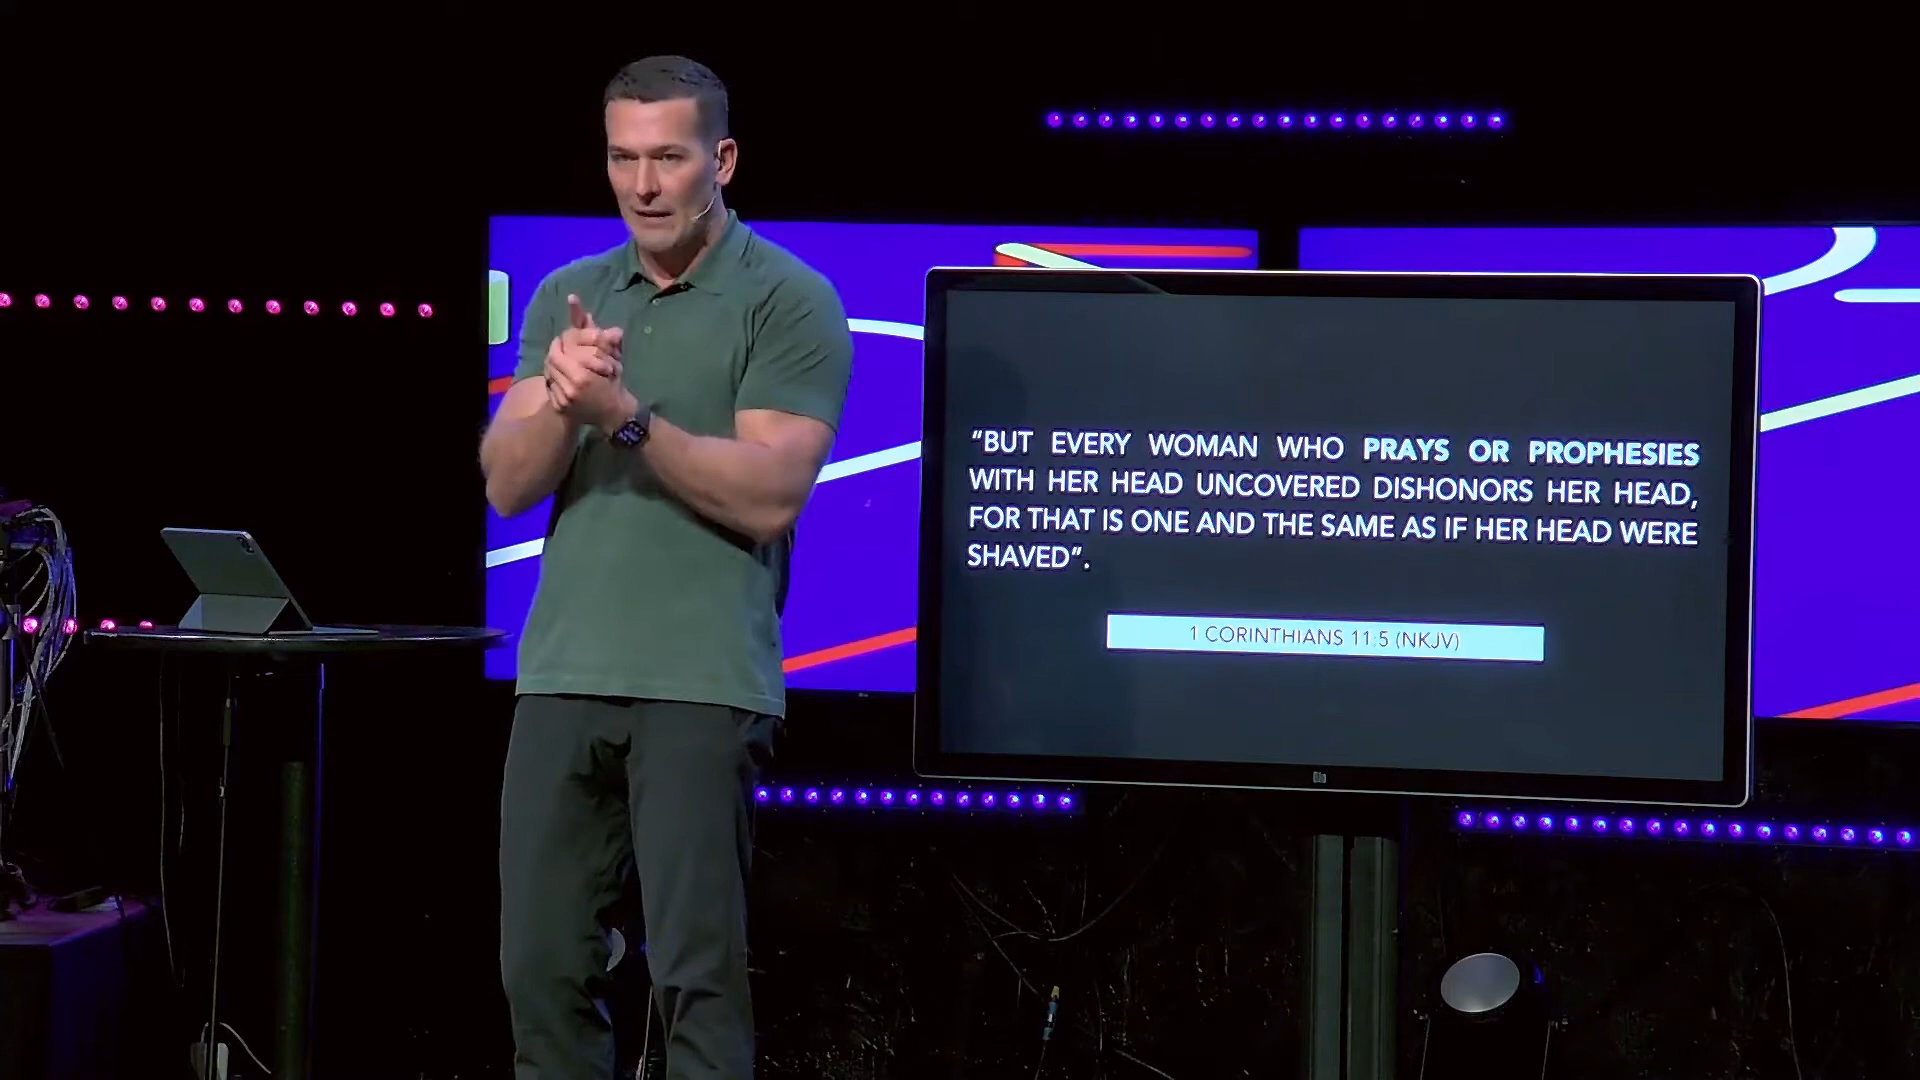 “BUT EVERY WOMAN WHO PRAYS OR PROPHESIES
WITH HER HEAD UNCOVERED DISHONORS HER HEAD,
FOR THAT IS ONE AND THE SAME AS IF HER HEAD WERE
SHAVED”.
1 CORINTHIANS 11:5 (NKJV)